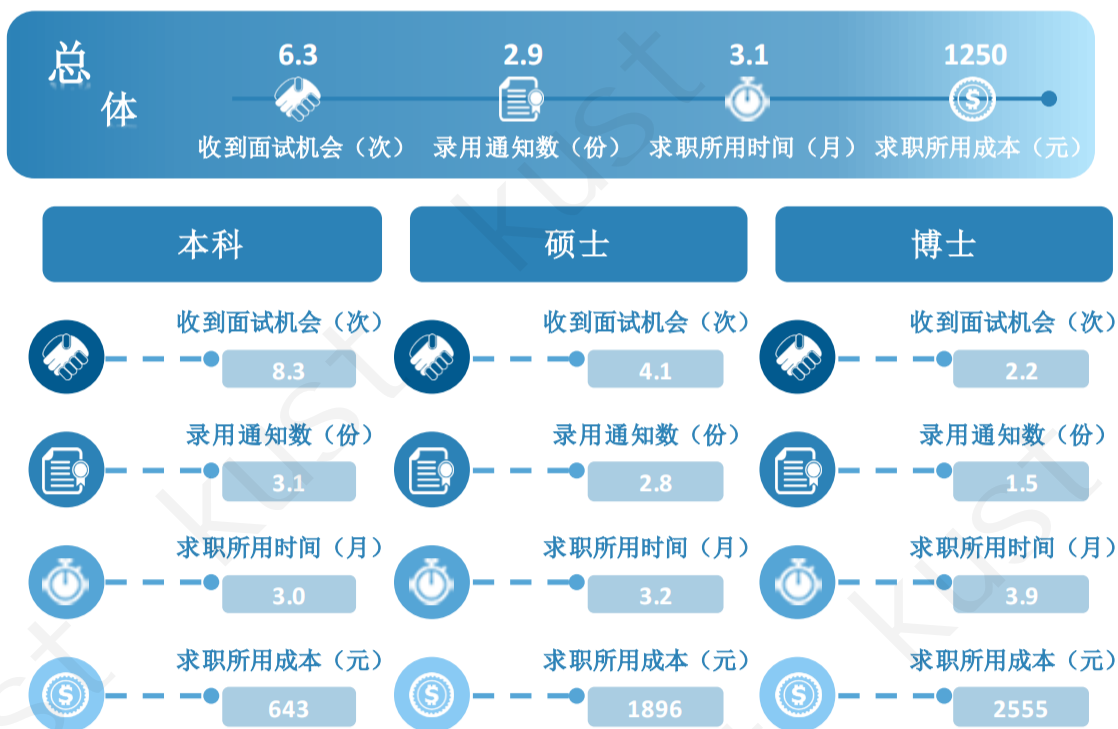 总
体
6.3 2.9 3.1 1250
收到面试机会（次） 录用通知数（份） 求职所用时间（月） 求职所用成本（元）
本科 硕士 博士
收到面试机会（次） 收到面试机会（次） 收到面试机会（次）
8.3 4.1 2.2
录用通知数（份） 录用通知数（份） 录用通知数（份）
3.1 2.8 1.5
求职所用时间（月） 求职所用时间（月） 求职所用时间（月）
3.0 3.2 3.9
求职所用成本（元） 求职所用成本（元） 求职所用成本（元）
643 1896 2555
kust
kust
kust